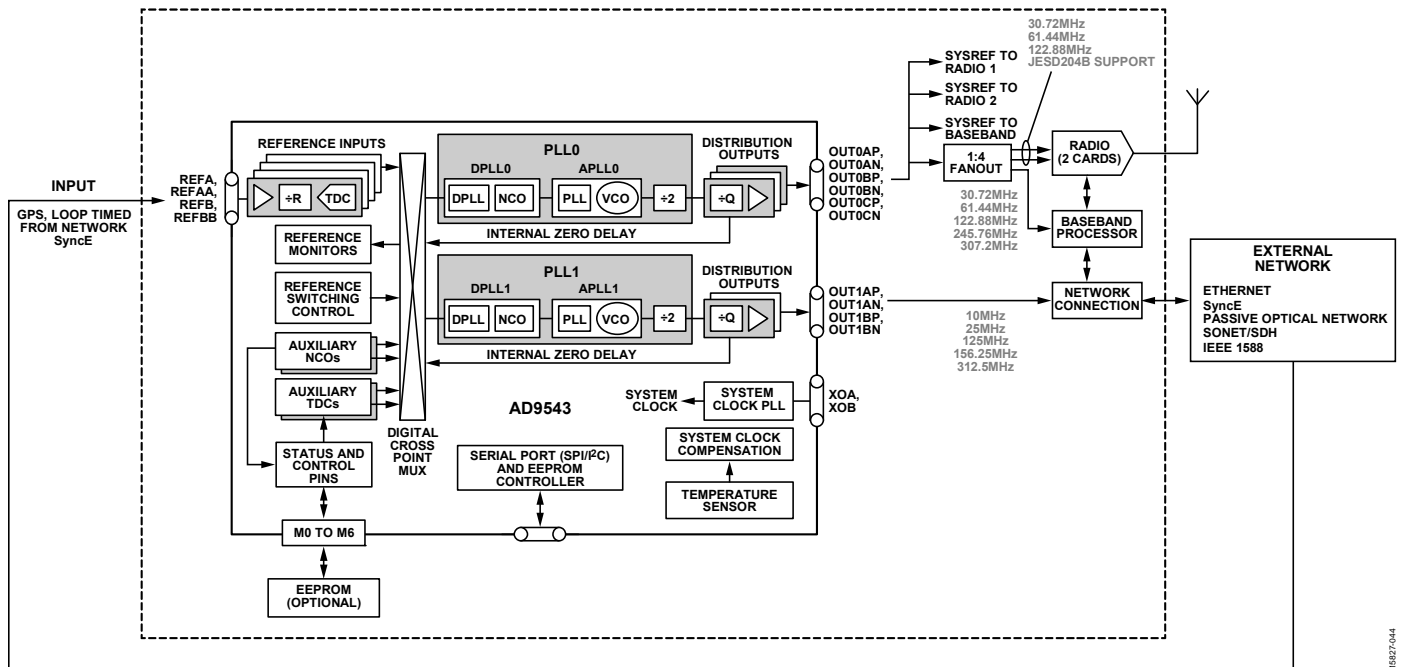 30.72MHz
61.44MHz
122.88MHz
JESD204B SUPPORT
SYSREF TO
RADIO 1
SYSREF TO
RADIO 2
SYSREF TO
BASEBAND
1:4
FANOUT
RADIO
(2 CARDS)
30.72MHz
61.44MHz
122.88MHz
245.76MHz
307.2MHz
BASEBAND
PROCESSOR
NETWORK
CONNECTION
INPUT
GPS, LOOP TIMED
FROM NETWORK
SyncE
REFA,
REFAA,
REFB,
REFBB
REFERENCE INPUTS
÷R
TDC
REFERENCE
MONITORS
REFERENCE
SWITCHING
CONTROL
AUXILIARY
NCOs
AUXILIARY
TDCs
STATUS AND
CONTROL
PINS
M0 TO M6
EEPROM
(OPTIONAL)
DIGITAL
CROSS
POINT
MUX
PLL0
DPLL0
APLL0
DPLL
NCO
PLL
VCO
÷2
DISTRIBUTION
OUTPUTS
÷Q
INTERNAL ZERO DELAY
OUT0AP,
OUT0AN,
OUT0BP,
OUT0BN,
OUT0CP,
OUT0CN
PLL1
DPLL1
APLL1
DPLL
NCO
PLL
VCO
÷2
DISTRIBUTION
OUTPUTS
÷Q
INTERNAL ZERO DELAY
OUT1AP,
OUT1AN,
OUT1BP,
OUT1BN
10MHz
25MHz
125MHz
156.25MHz
312.5MHz
AD9543
SYSTEM
CLOCK
SYSTEM
CLOCK PLL
XOA,
XOB
SYSTEM CLOCK
COMPENSATION
TEMPERATURE
SENSOR
SERIAL PORT (SPI/I²C)
AND EEPROM
CONTROLLER
EXTERNAL
NETWORK
ETHERNET
SyncE
PASSIVE OPTICAL NETWORK
SONET/SDH
IEEE 1588
15827-044